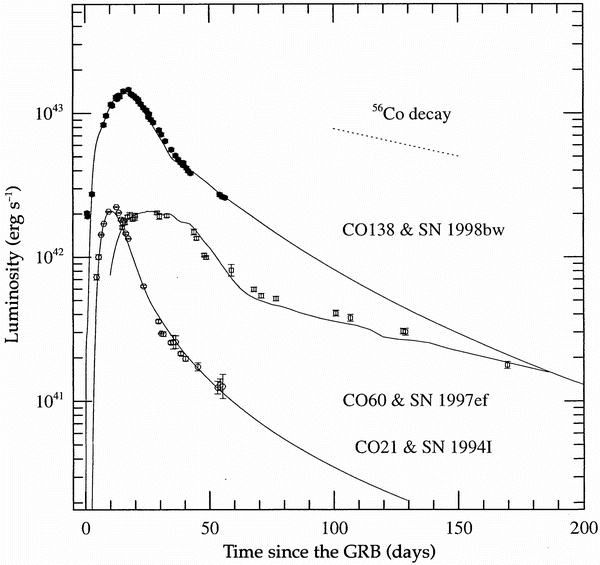 10^43
⁵⁶Co decay
CO138 & SN 1998bw
10^42
Luminosity (erg s⁻¹)
CO60 & SN 1997ef
10^41
CO21 & SN 1994I
0 50 100 150 200
Time since the GRB (days)